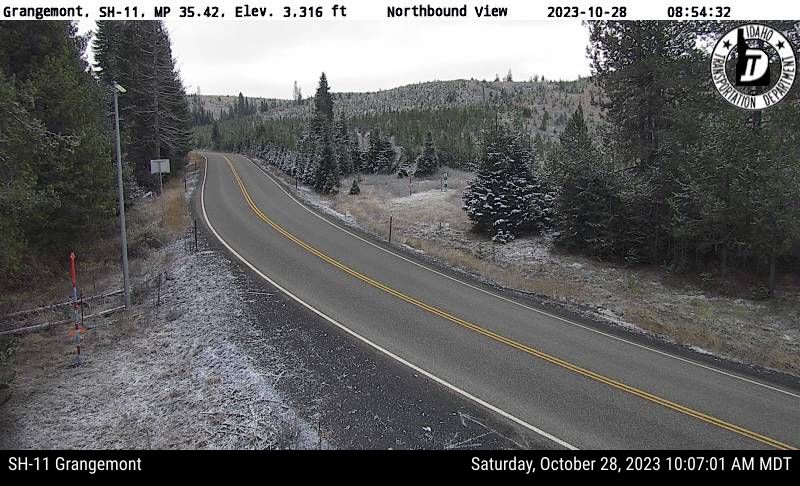 Grangemont, SH-11, MP 35.42, Elev. 3,316 ft Northbound View 2023-10-28 08:54:32
IDAHO
TRANSPORTATION DEPARTMENT
SH-11 Grangemont Saturday, October 28, 2023 10:07:01 AM MDT